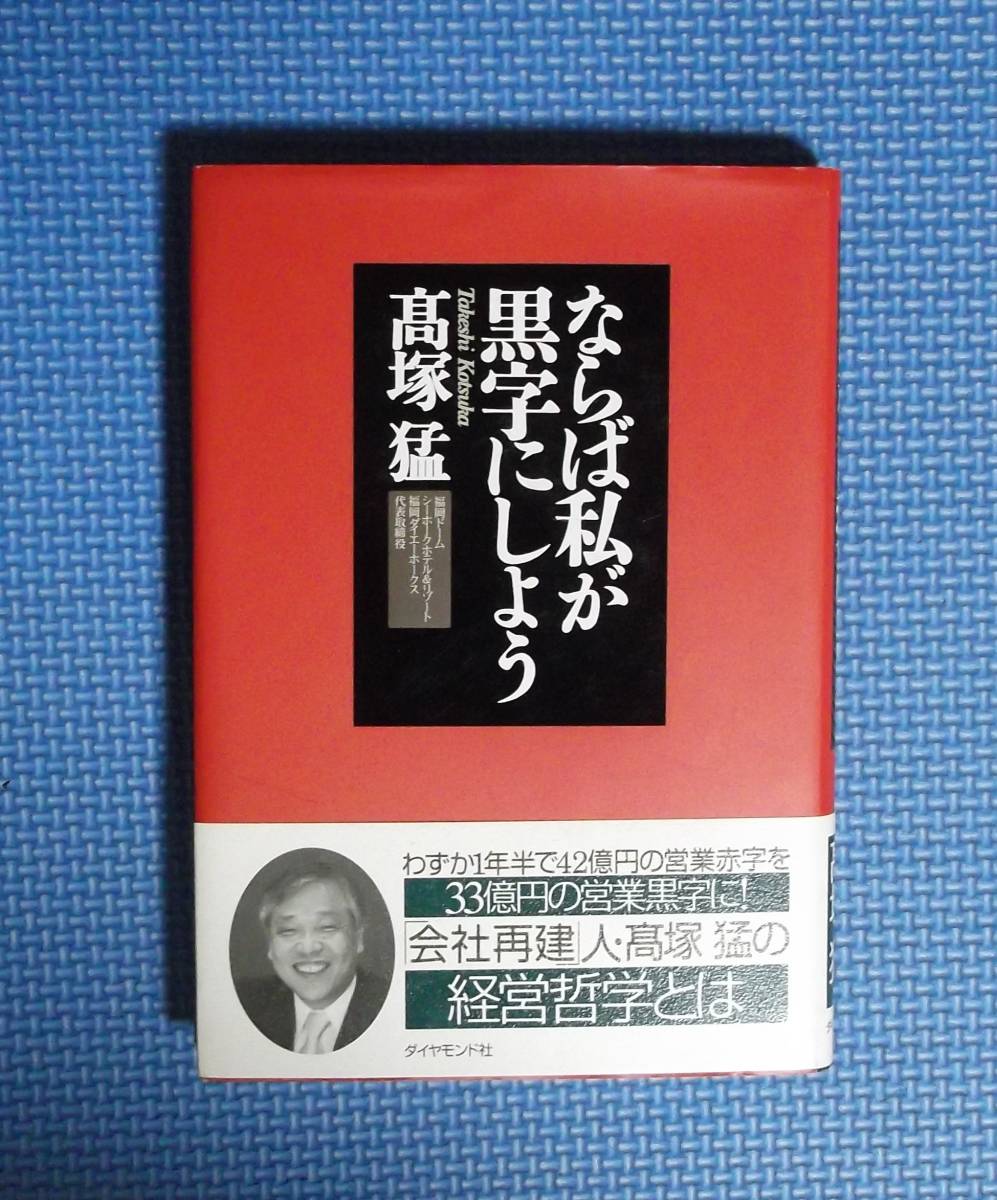 ならば私が
黒字にしよう
Takeshi Kotsuka
髙塚 猛
福岡ドーム
シーホークホテル&リゾート
福岡ダイエーホークス
代表取締役
わずか1年半で42億円の営業赤字を
33億円の営業黒字に!
「会社再建」人・髙塚 猛の
経営哲学とは
ダイヤモンド社